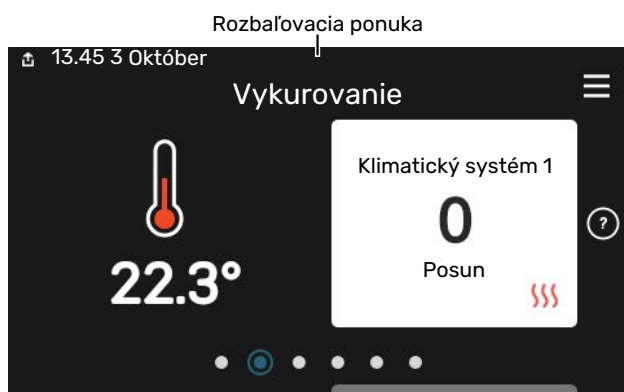 Rozbaľovacia ponuka
13.45 3 Október
Vykurovanie
Klimatický systém 1
0
Posun
22.3°
?